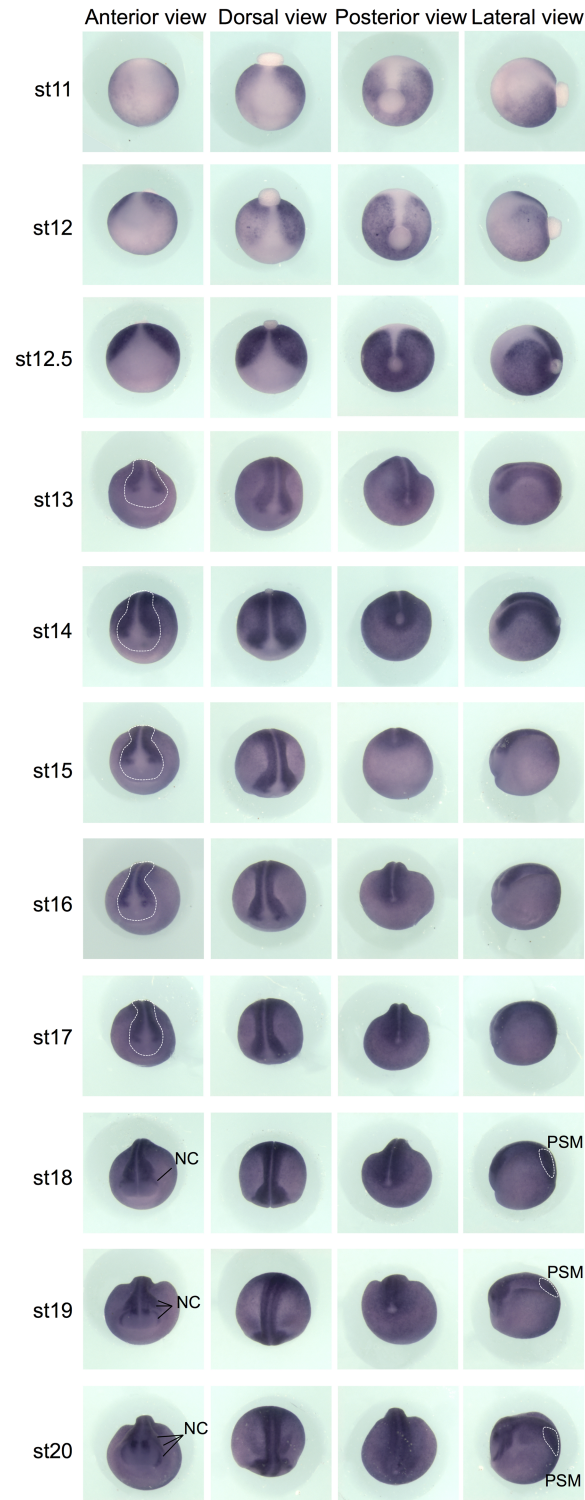 Anterior view Dorsal view Posterior view Lateral view
st11
st12
st12.5
st13
st14
st15
st16
st17
st18
NC
PSM
st19
NC
PSM
st20
NC
PSM